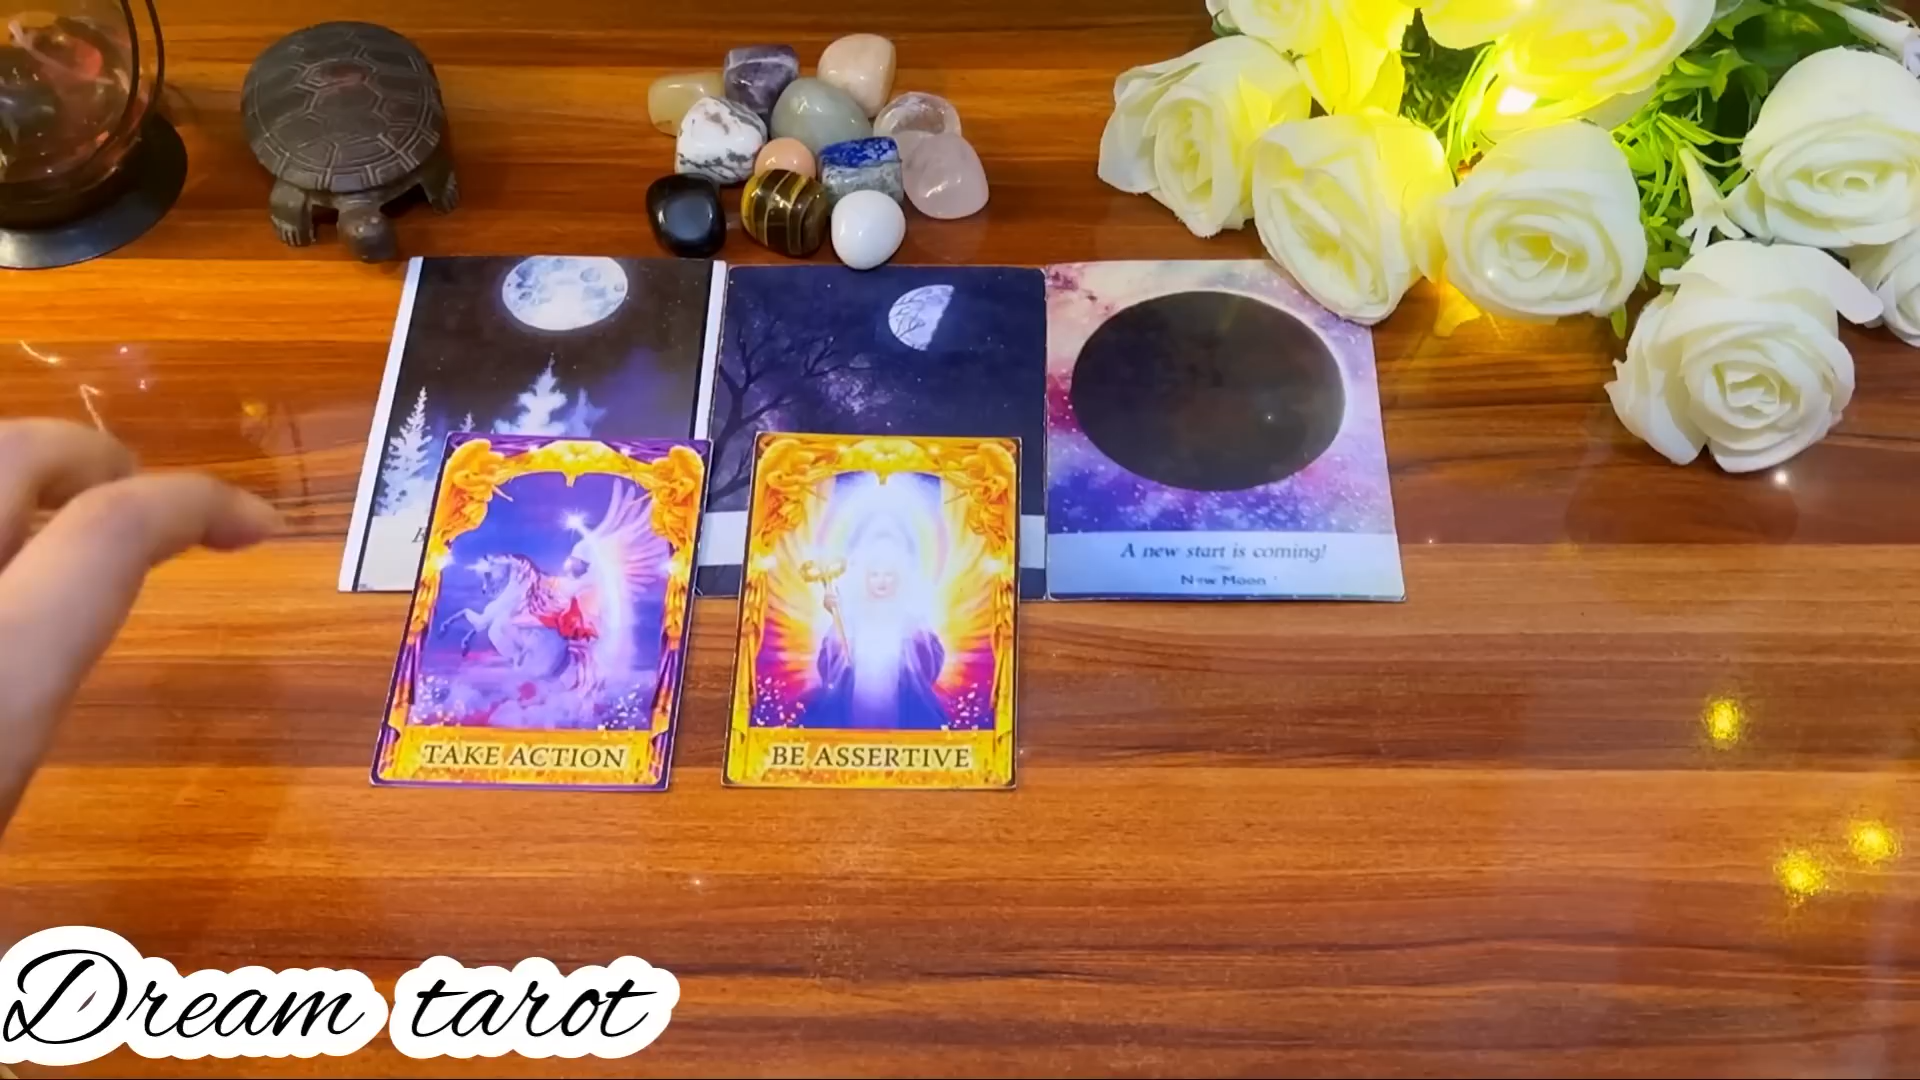 A new start is coming!
New Moon
TAKE ACTION
BE ASSERTIVE
Dream tarot